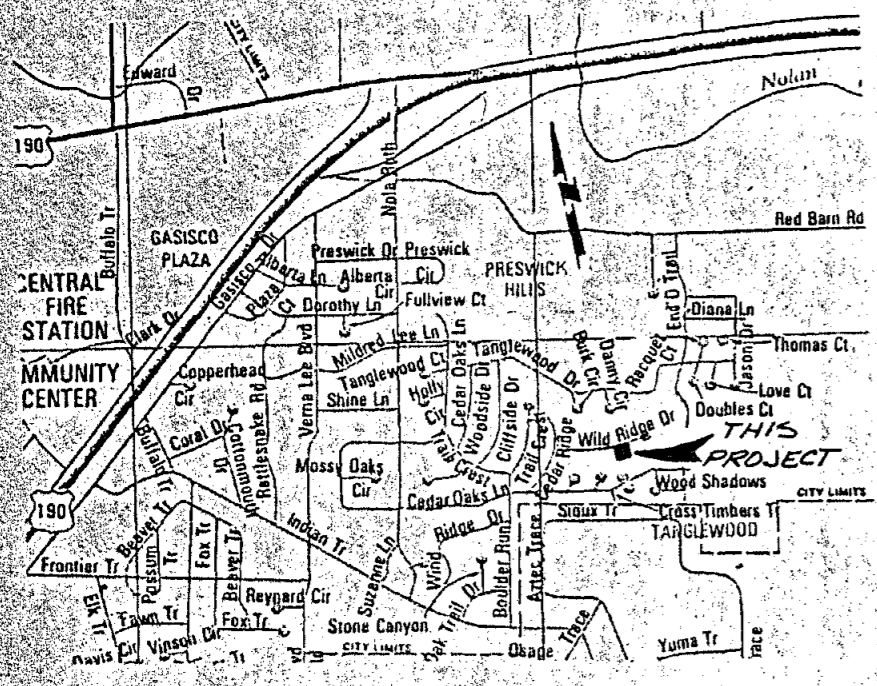 CITY LIMITS
Edward Dr
Nolan
190
Nola Ruth
Buffalo Tr
Red Barn Rd
GASISCO
PLAZA
Gasisco Dr
Preswick Dr Preswick
Cir
Alberta Ln Alberta
Cir
PRESWICK
HILLS
Plaza Ct
Dorothy Ln
Fullview Ct
End O Trail
Diana Ln
CENTRAL
FIRE
STATION
Clark Dr
Verna Lee Blvd
Mildred Lee Ln
Tanglewood Dr
Thomas Ct
Jason Dr
MMUNITY
CENTER
Copperhead
Cir
Rattlesnake Rd
Tanglewood Ct
Holly
Cir
Cedar Oaks Ln
Woodside Dr
Cliffside Dr
Burk Cir
Danny
Cir
Racquet
Ct
Love Ct
Doubles Ct
Shine Ln
Coral Dr
Cottonmouth
Dr
Buffalo Tr
Trail Crest
Trail Crest
Cedar Ridge
Wild Ridge Dr
THIS
PROJECT
Mossy Oaks
Cir
Cedar Oaks Ln
Wood Shadows
CITY LIMITS
190
Sioux Tr
Cross Timbers Tr
TANGLEWOOD
Indian Tr
Ridge Dr
Wind
Boulder Run
Aztec Trace
Beaver Tr
Possum
Tr
Fox Tr
Beaver Tr
Frontier Tr
Suzanne Ln
Elk Tr
Reynard Cir
Fawn Tr
Fox Tr
Stone Canyon
Oak Trail Dr
Trace
Davis Cir
Vinson Cir
Tr
CITY LIMITS
Osage
Yuma Tr
race